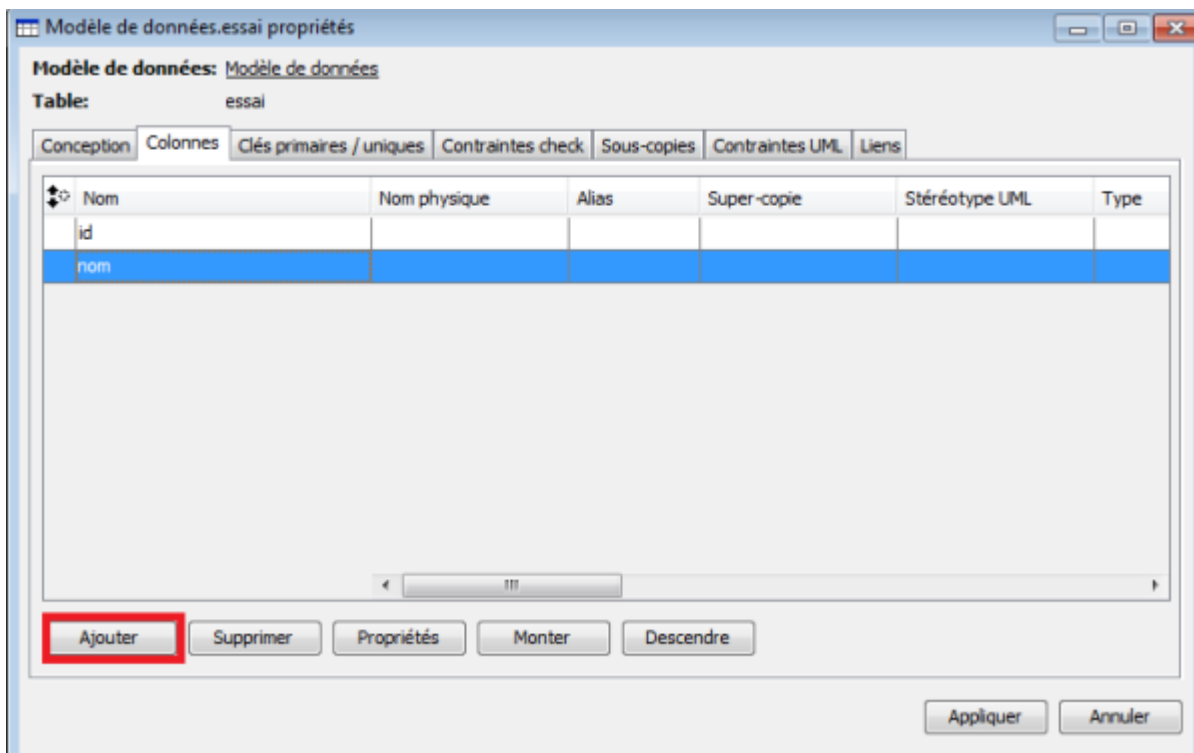 Modèle de données.essai propriétés
Modèle de données: Modèle de données
Table: essai
Conception Colonnes Clés primaires / uniques Contraintes check Sous-copies Contraintes UML Liens
Nom Nom physique Alias Super-copie Stéréotype UML Type
id
nom
Ajouter Supprimer Propriétés Monter Descendre
Appliquer Annuler